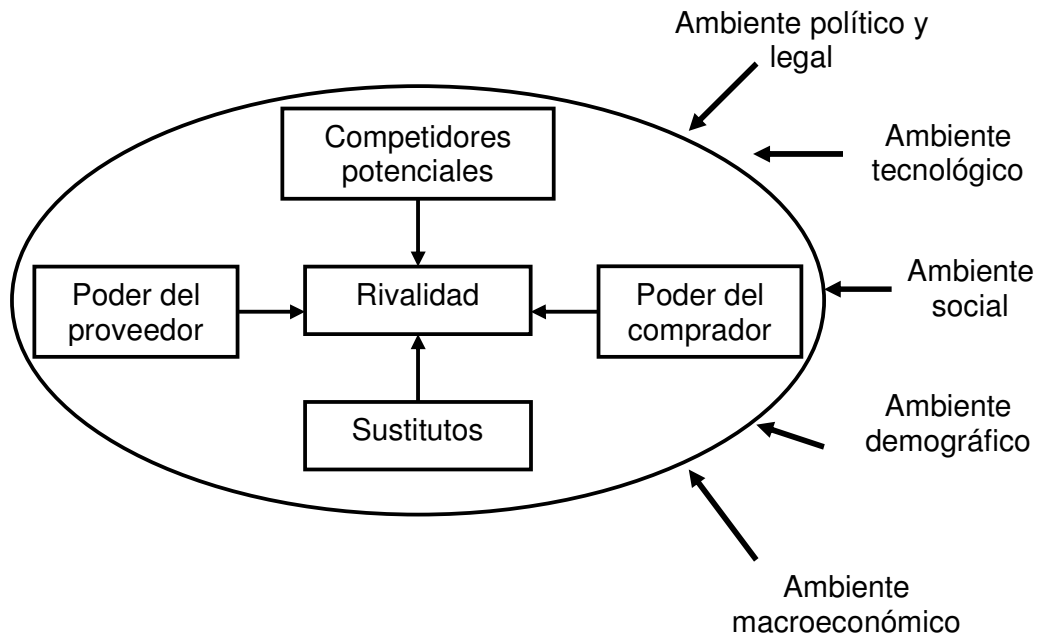 Ambiente político y
legal
Competidores
potenciales
Ambiente
tecnológico
Poder del
proveedor
Rivalidad
Poder del
comprador
Ambiente
social
Sustitutos
Ambiente
demográfico
Ambiente
macroeconómico